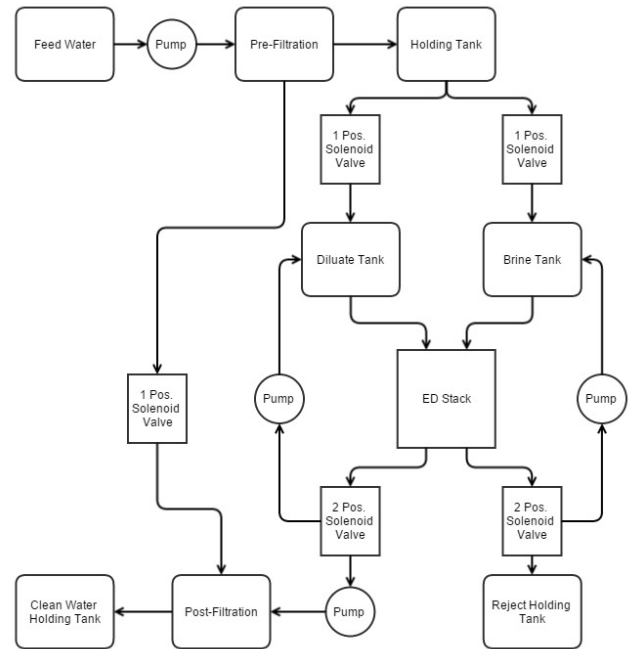 Feed Water
Pump
Pre-Filtration
Holding Tank
1 Pos.
Solenoid
Valve
1 Pos.
Solenoid
Valve
Diluate Tank
Brine Tank
1 Pos.
Solenoid
Valve
Pump
ED Stack
Pump
2 Pos.
Solenoid
Valve
2 Pos.
Solenoid
Valve
Clean Water
Holding Tank
Post-Filtration
Pump
Reject Holding
Tank